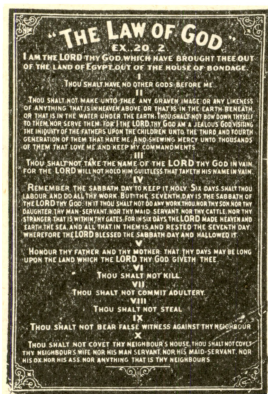 "THE LAW OF GOD"
EX. 20. 2.
I AM THE LORD THY GOD, WHICH HAVE BROUGHT THEE OUT
OF THE LAND OF EGYPT, OUT OF THE HOUSE OF BONDAGE.
I
THOU SHALT HAVE NO OTHER GODS BEFORE ME.
II
THOU SHALT NOT MAKE UNTO THEE ANY GRAVEN IMAGE OR ANY LIKENESS
OF ANYTHING THAT IS IN HEAVEN ABOVE OR THAT IS IN THE EARTH BENEATH,
OR THAT IS IN THE WATER UNDER THE EARTH. THOU SHALT NOT BOW DOWN THYSELF
TO THEM, NOR SERVE THEM. FOR I THE LORD THY GOD AM A JEALOUS GOD, VISITING
THE INIQUITY OF THE FATHERS UPON THE CHILDREN UNTO THE THIRD AND FOURTH
GENERATION OF THEM THAT HATE ME, AND SHEWING MERCY UNTO THOUSANDS
OF THEM THAT LOVE ME AND KEEP MY COMMANDMENTS.
III
THOU SHALT NOT TAKE THE NAME OF THE LORD THY GOD IN VAIN,
FOR THE LORD WILL NOT HOLD HIM GUILTLESS THAT TAKETH HIS NAME IN VAIN.
IV
REMEMBER THE SABBATH DAY TO KEEP IT HOLY. SIX DAYS SHALT THOU
LABOUR AND DO ALL THY WORK. BUT THE SEVENTH DAY IS THE SABBATH OF
THE LORD THY GOD: IN IT THOU SHALT NOT DO ANY WORK THOU, NOR THY SON, NOR THY
DAUGHTER, THY MAN-SERVANT, NOR THY MAID-SERVANT, NOR THY CATTLE, NOR THY
STRANGER THAT IS WITHIN THY GATES. FOR IN SIX DAYS THE LORD MADE HEAVEN AND
EARTH THE SEA, AND ALL THAT IN THEM IS, AND RESTED THE SEVENTH DAY:
WHEREFORE THE LORD BLESSED THE SABBATH DAY AND HALLOWED IT.
V
HONOUR THY FATHER AND THY MOTHER THAT THY DAYS MAY BE LONG
UPON THE LAND WHICH THE LORD THY GOD GIVETH THEE
VI
THOU SHALT NOT KILL.
VII
THOU SHALT NOT COMMIT ADULTERY.
VIII
THOU SHALT NOT STEAL
IX
THOU SHALT NOT BEAR FALSE WITNESS AGAINST THY NEIGHBOUR
X
THOU SHALT NOT COVET THY NEIGHBOUR'S HOUSE, THOU SHALT NOT COVET
THY NEIGHBOUR'S WIFE NOR HIS MAN SERVANT, NOR HIS MAID-SERVANT, NOR
HIS OX, NOR HIS ASS, NOR ANYTHING THAT IS THY NEIGHBOUR'S.